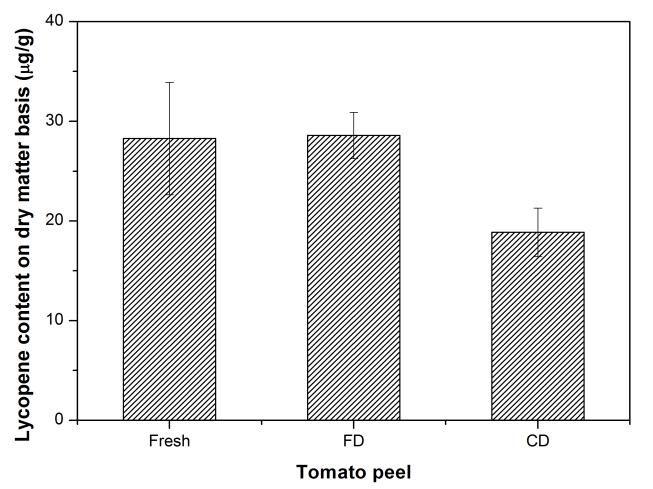 Lycopene content on dry matter basis (μg/g)
40
30
20
10
0
Fresh FD CD
Tomato peel